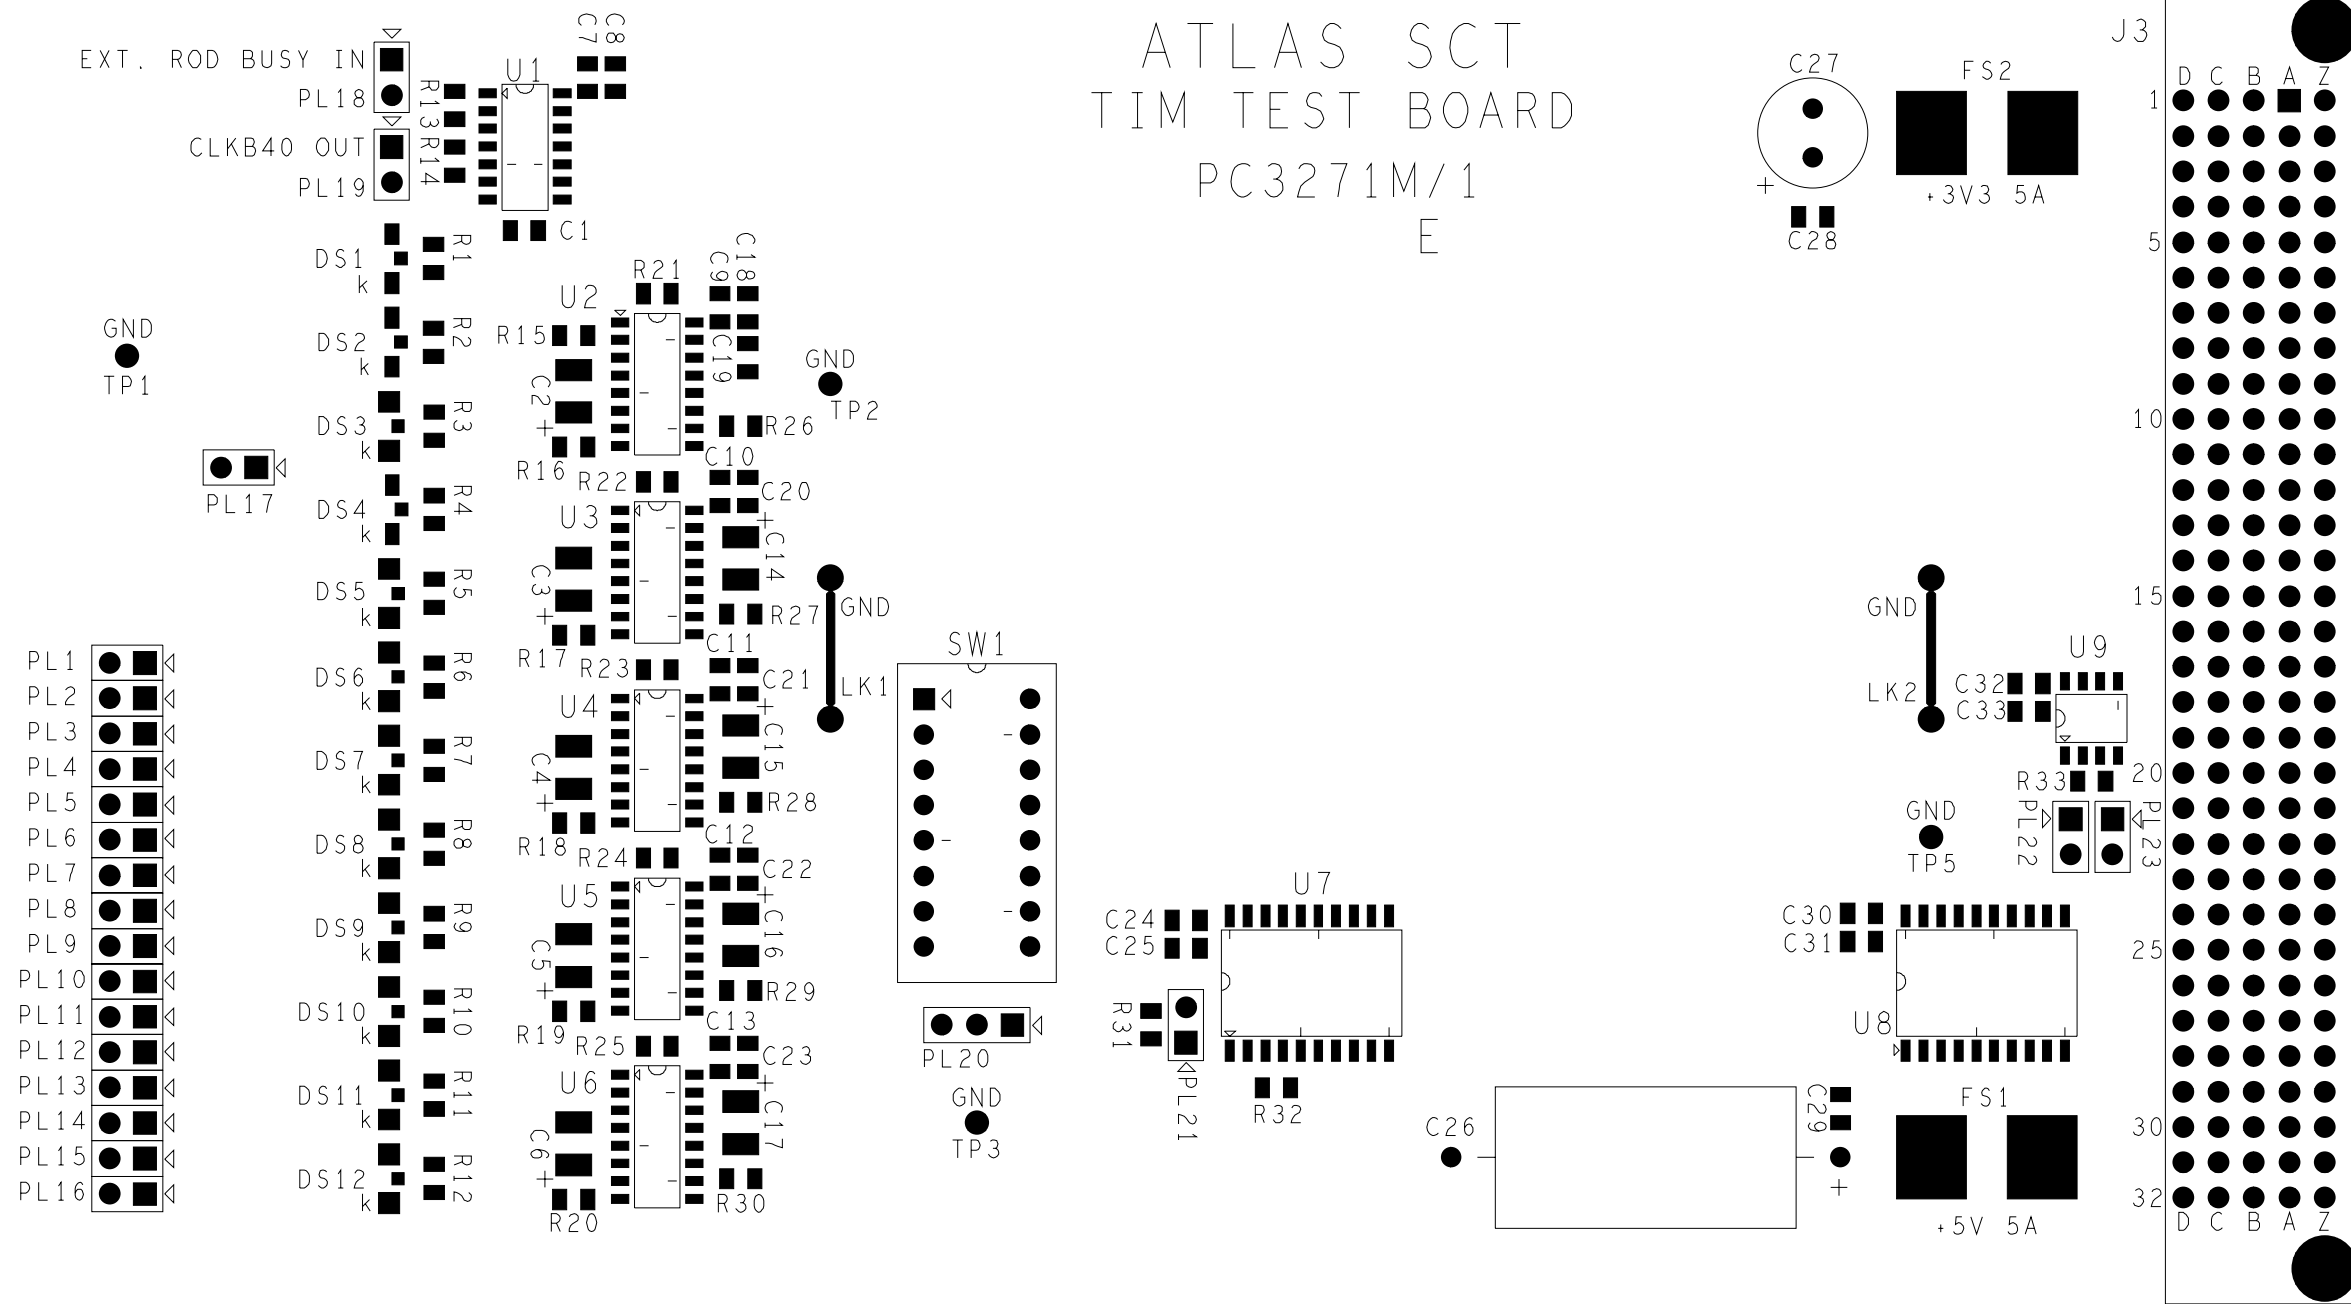 ATLAS SCT
TIM TEST BOARD
PC3271M/1
E
EXT. ROD BUSY IN
PL18
CLKB40 OUT
PL19
R13
R14
U1
C7
C8
C1
DS1
k
R1
DS2
k
R2
DS3
k
R3
DS4
k
R4
DS5
k
R5
DS6
k
R6
DS7
k
R7
DS8
k
R8
DS9
k
R9
DS10
k
R10
DS11
k
R11
DS12
k
R12
GND
TP1
PL17
PL1
PL2
PL3
PL4
PL5
PL6
PL7
PL8
PL9
PL10
PL11
PL12
PL13
PL14
PL15
PL16
R21
C9
C18
U2
R15
C19
C2
+
R26
R16
C10
R22
C20
U3
+
C14
C3
+
R27
R17
C11
R23
C21
U4
+
C15
C4
+
R28
R18
C12
R24
C22
U5
+
C16
C5
+
R29
R19
C13
R25
C23
U6
+
C17
C6
+
R30
R20
GND
TP2
GND
LK1
SW1
PL20
GND
TP3
C24
C25
U7
R31
PL21
R32
C26
C29
+
C27
+
C28
FS2
+3V3 5A
GND
LK2
U9
C32
C33
R33
PL22
PL23
GND
TP5
C30
C31
U8
FS1
+5V 5A
J3
D C B A Z
1
5
10
15
20
25
30
32
D C B A Z